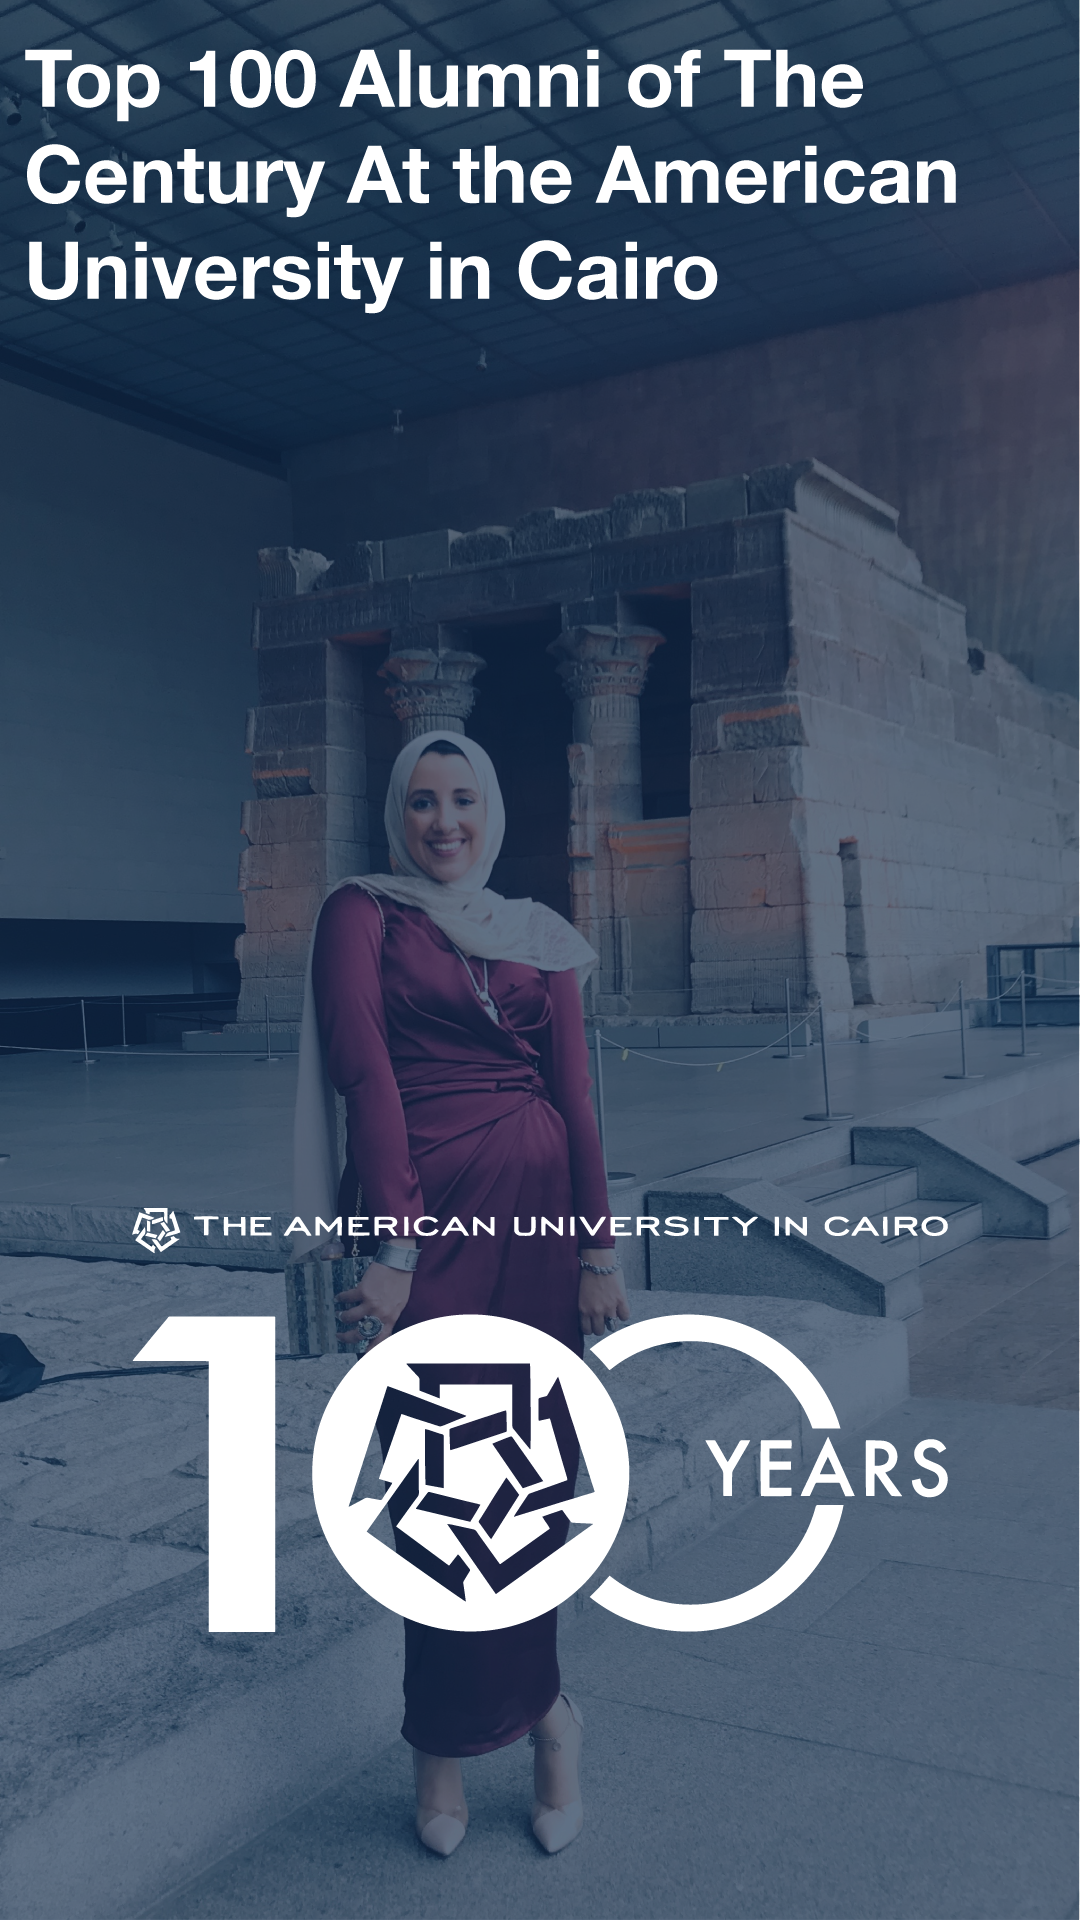 Top 100 Alumni of The
Century At the American
University in Cairo
THE AMERICAN UNIVERSITY IN CAIRO
100
YEARS